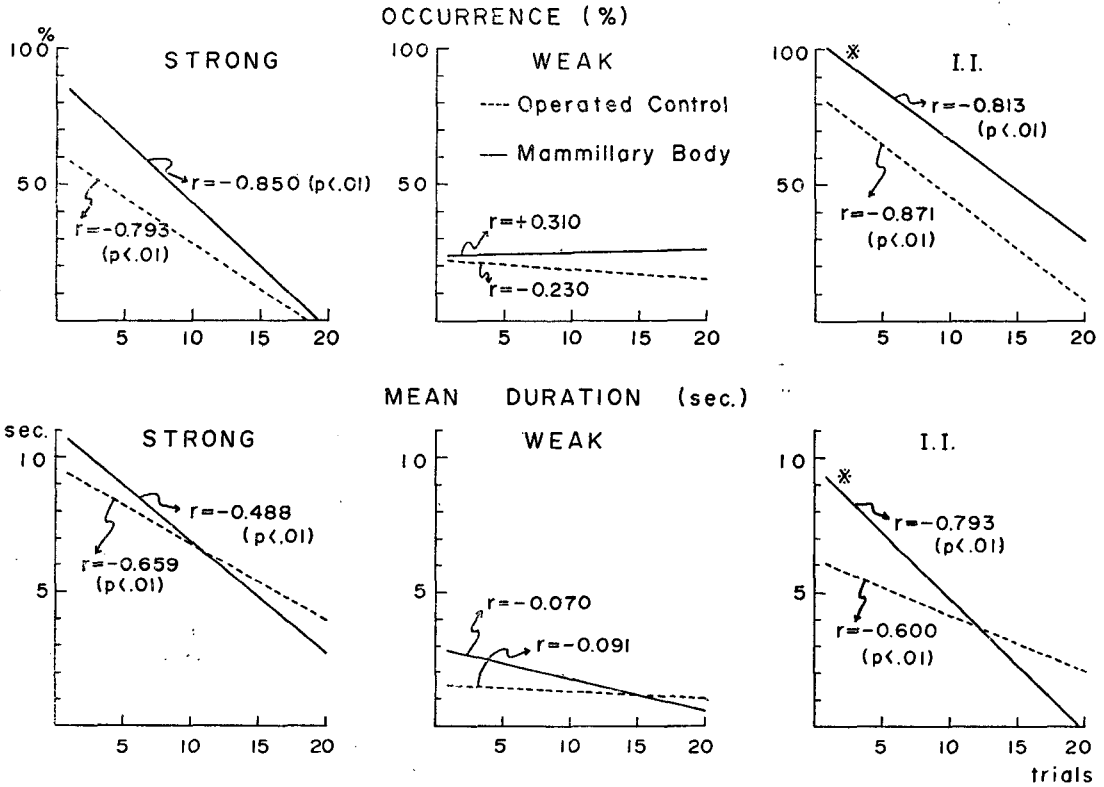 OCCURRENCE (%)
%
STRONG
WEAK
I.I.
100
50
5 10 15 20
r=-0.850 (p<.01)
r=-0.793
(p<.01)
100
50
5 10 15 20
Operated Control
Mammillary Body
r=+0.310
r=-0.230
100
50
5 10 15 20
※
r=-0.813
(p<.01)
r=-0.871
(p<.01)
MEAN DURATION (sec.)
sec.
STRONG
WEAK
I.I.
10
5
5 10 15 20
r=-0.488
(p<.01)
r=-0.659
(p<.01)
10
5
5 10 15 20
r=-0.070
r=-0.091
10
5
5 10 15 20
※
r=-0.793
(p<.01)
r=-0.600
(p<.01)
trials